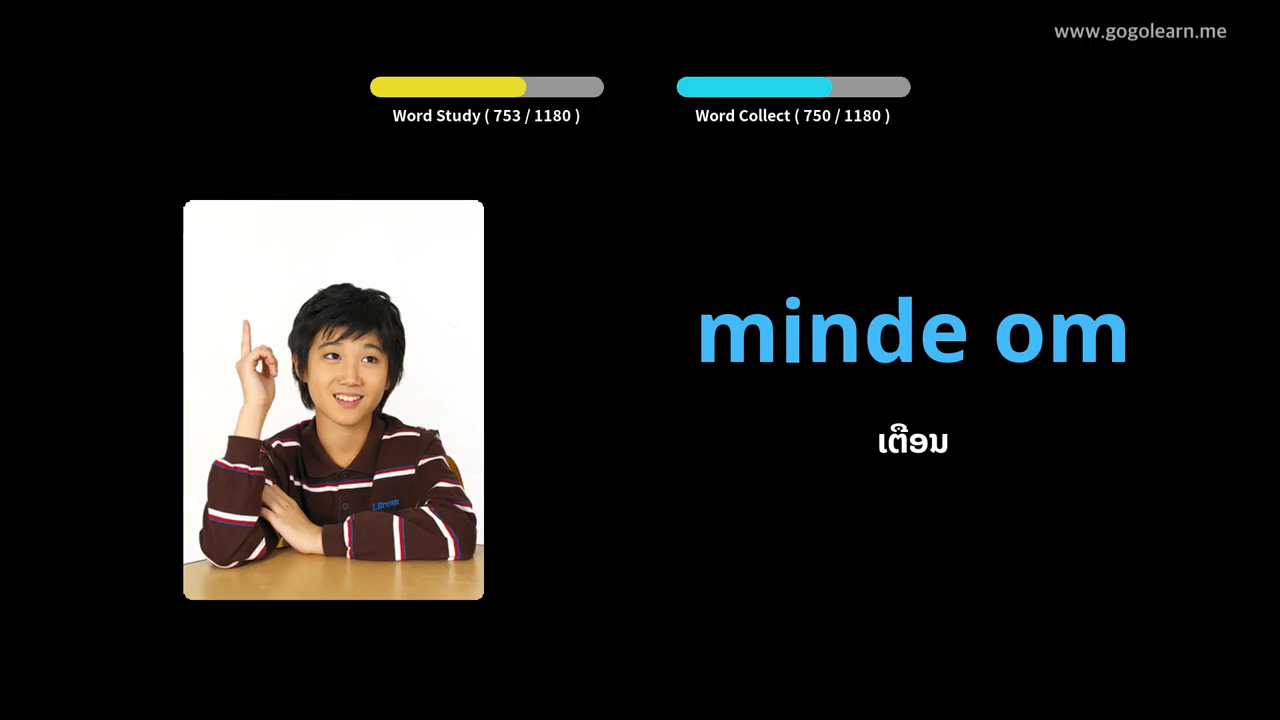 www.gogolearn.me
Word Study ( 753 / 1180 )
Word Collect ( 750 / 1180 )
minde om
ເຕືອນ